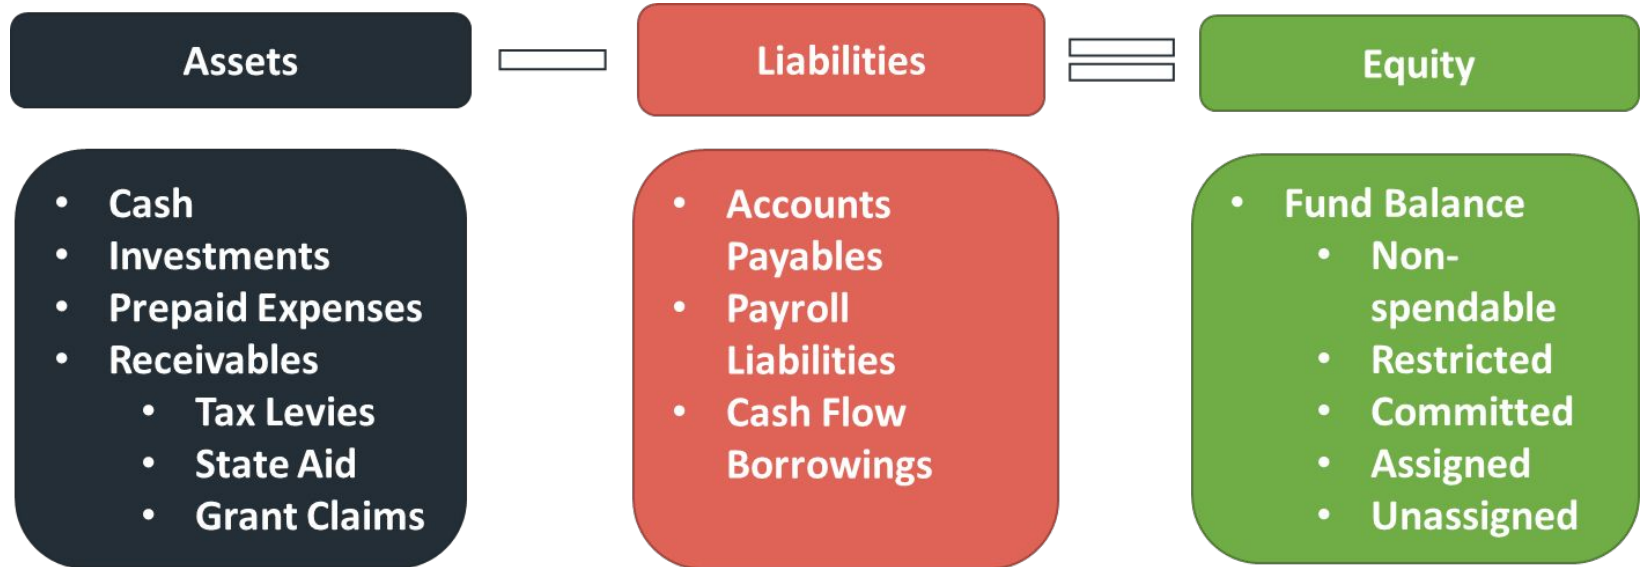 Assets
Liabilities
Equity
• Cash
• Investments
• Prepaid Expenses
• Receivables
• Tax Levies
• State Aid
• Grant Claims
• Accounts
Payables
• Payroll
Liabilities
• Cash Flow
Borrowings
• Fund Balance
• Non-
spendable
• Restricted
• Committed
• Assigned
• Unassigned